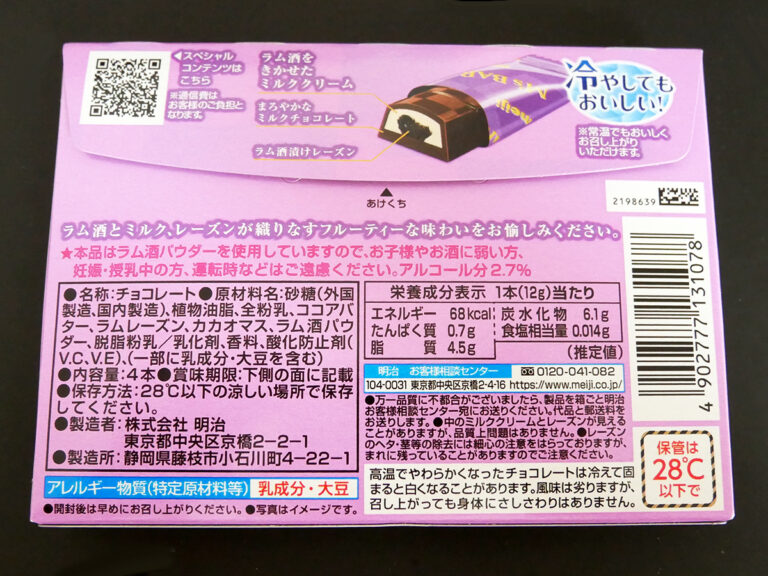 ◀スペシャル
コンテンツは
こちら
※通信費は
お客様のご負担と
なります。
ラム酒を
きかせた
ミルククリーム
まろやかな
ミルクチョコレート
ラム酒漬けレーズン
meiji
冷やしても
おいしい!
※常温でもおいしく
お召し上がり
いただけます。
▲
あけくち
2198639
ラム酒とミルク、レーズンが織りなすフルーティーな味わいをお愉しみください。
★本品はラム酒パウダーを使用していますので、お子様やお酒に弱い方、
妊娠・授乳中の方、運転時などはご遠慮ください。アルコール分2.7%
●名称:チョコレート●原材料名:砂糖(外国
製造、国内製造)、植物油脂、全粉乳、ココアバ
ター、ラムレーズン、カカオマス、ラム酒パウ
ダー、脱脂粉乳/乳化剤、香料、酸化防止剤(
V.C、V.E)、(一部に乳成分・大豆を含む)
●内容量:4本●賞味期限:下側の面に記載
●保存方法:28℃以下の涼しい場所で保存
してください。
●製造者:株式会社 明治
東京都中央区京橋2-2-1
●製造所:静岡県藤枝市小石川町4-22-1
アレルギー物質(特定原材料等) 乳成分・大豆
●開封後は早めにお召し上がりください。●写真はイメージです。
栄養成分表示 1本(12g)当たり
エネルギー 68kcal 炭水化物 6.1g
たんぱく質 0.7g 食塩相当量 0.014g
脂質 4.5g (推定値)
明治 お客様相談センター 0120-041-082
104-0031 東京都中央区京橋2-4-16 https://www.meiji.co.jp/
●万一品質に不都合がございましたら、製品を箱ごと明治
お客様相談センター宛にお送りください。代品と郵送料を
お送りします。●中のミルククリームとレーズンが見える
ことがありますが、品質上問題はありません。●レーズン
のヘタ・茎等の除去には細心の注意をはらっておりますが、
まれに残っていることがありますのでご注意ください。
高温でやわらかくなったチョコレートは冷えて固
まると白くなることがあります。風味は劣りますが、
召し上がっても身体にさしさわりはありません。
4 902777 131078
保管は
28℃
以下で